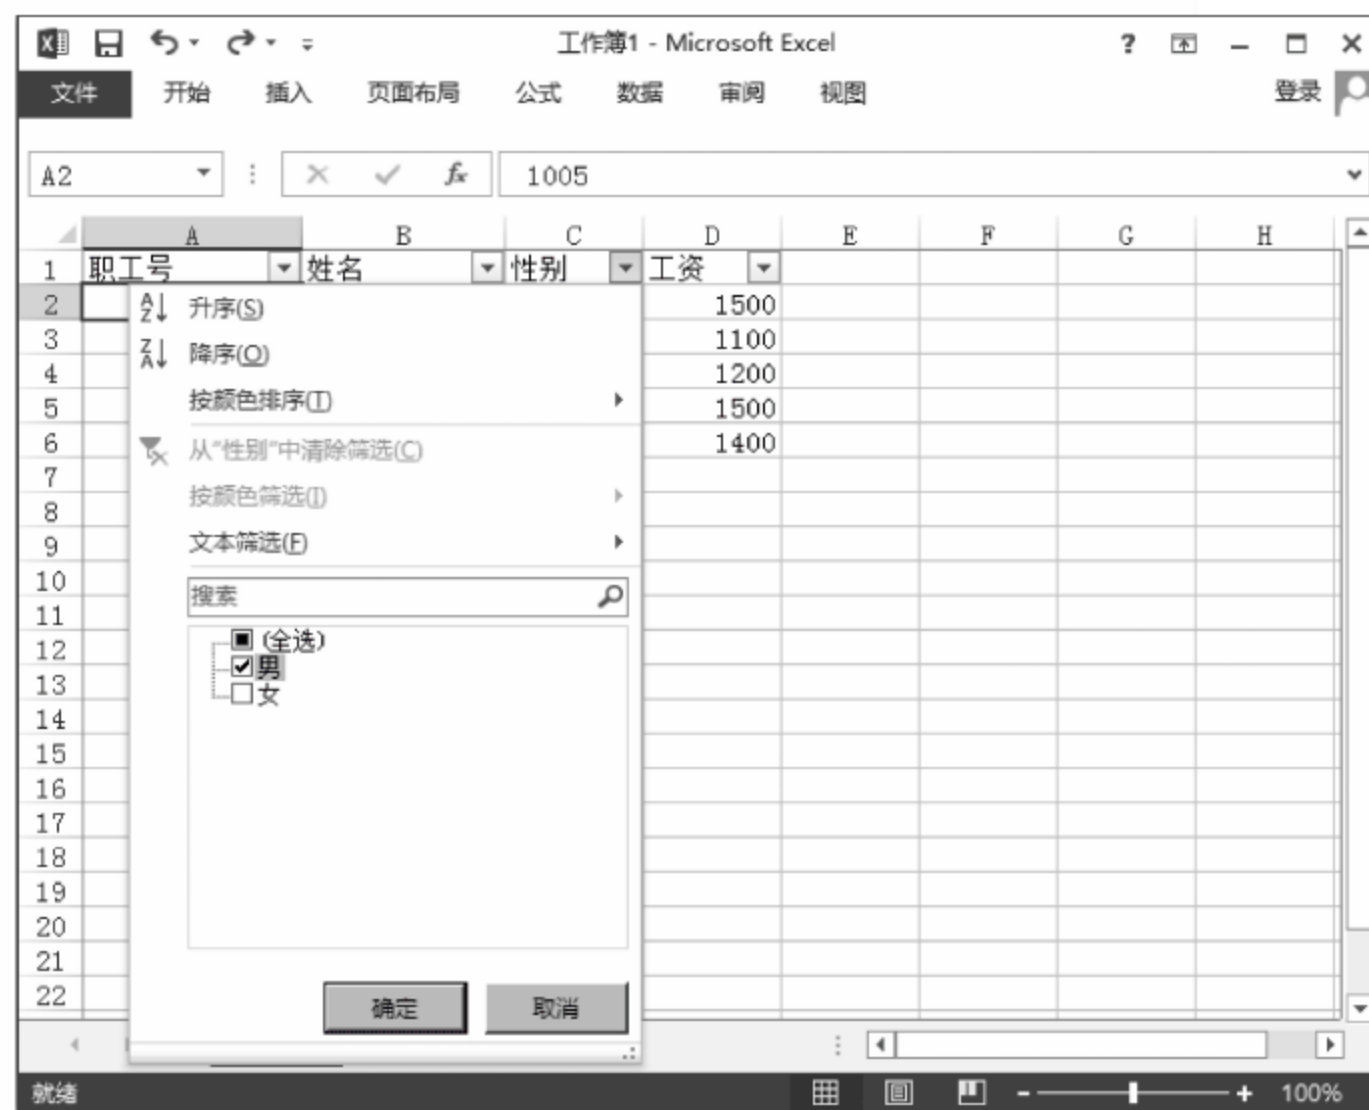 工作簿1 - Microsoft Excel ?
文件 开始 插入 页面布局 公式 数据 审阅 视图 登录
A2 fx 1005
A B C D E F G H
1 职工号 姓名 性别 工资
2 1500
3 1100
4 1200
5 1500
6 1400
7
8
9
10
11
12
13
14
15
16
17
18
19
20
21
22
升序(S)
降序(O)
按颜色排序(T)
从“性别”中清除筛选(C)
按颜色筛选(I)
文本筛选(F)
搜索
(全选)
男
女
确定 取消
就绪 100%